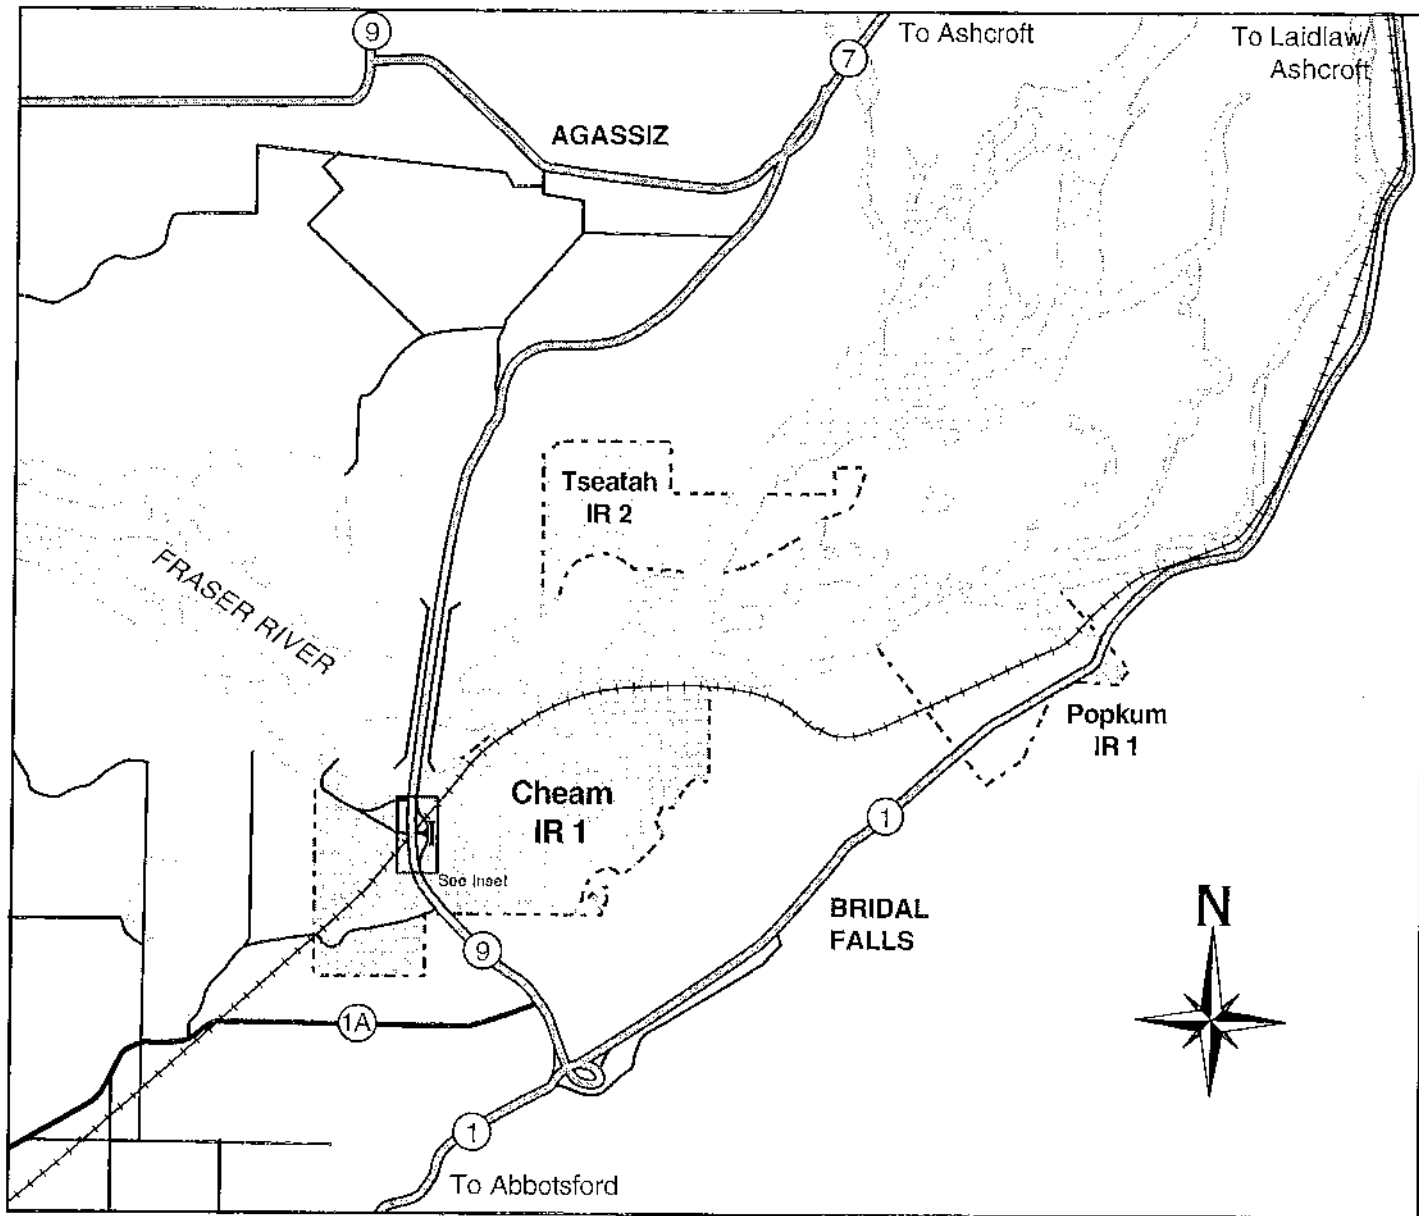 9
7
To Ashcroft
To Laidlaw/
Ashcroft
AGASSIZ
Tseatah
IR 2
FRASER RIVER
Popkum
IR 1
Cheam
IR 1
1
See Inset
BRIDAL
FALLS
N
9
1A
1
To Abbotsford